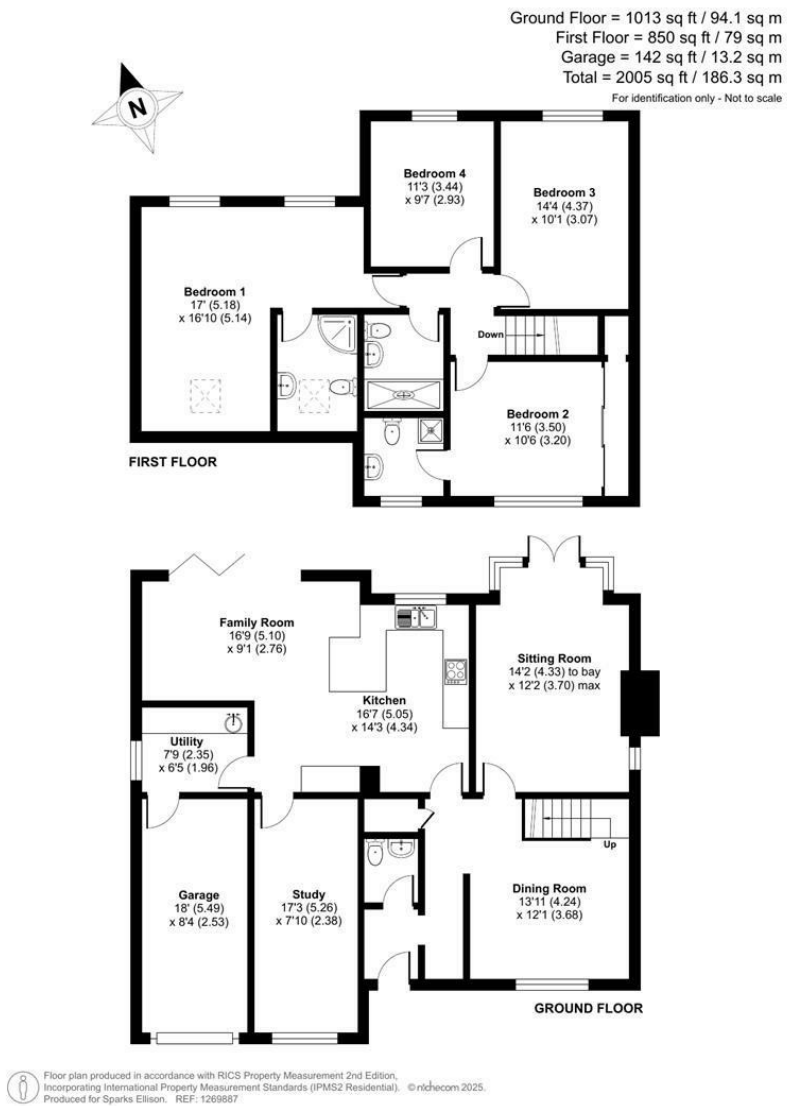 Ground Floor = 1013 sq ft / 94.1 sq m
First Floor = 850 sq ft / 79 sq m
Garage = 142 sq ft / 13.2 sq m
Total = 2005 sq ft / 186.3 sq m
For identification only - Not to scale
N
Bedroom 4
11'3 (3.44)
x 9'7 (2.93)
Bedroom 3
14'4 (4.37)
x 10'1 (3.07)
Bedroom 1
17' (5.18)
x 16'10 (5.14)
Down
Bedroom 2
11'6 (3.50)
x 10'6 (3.20)
FIRST FLOOR
Family Room
16'9 (5.10)
x 9'1 (2.76)
Sitting Room
14'2 (4.33) to bay
x 12'2 (3.70) max
Kitchen
16'7 (5.05)
x 14'3 (4.34)
Utility
7'9 (2.35)
x 6'5 (1.96)
Up
Garage
18' (5.49)
x 8'4 (2.53)
Study
17'3 (5.26)
x 7'10 (2.38)
Dining Room
13'11 (4.24)
x 12'1 (3.68)
GROUND FLOOR
Floor plan produced in accordance with RICS Property Measurement 2nd Edition,
Incorporating International Property Measurement Standards (IPMS2 Residential). © nichecom 2025.
Produced for Sparks Ellison. REF: 1269887